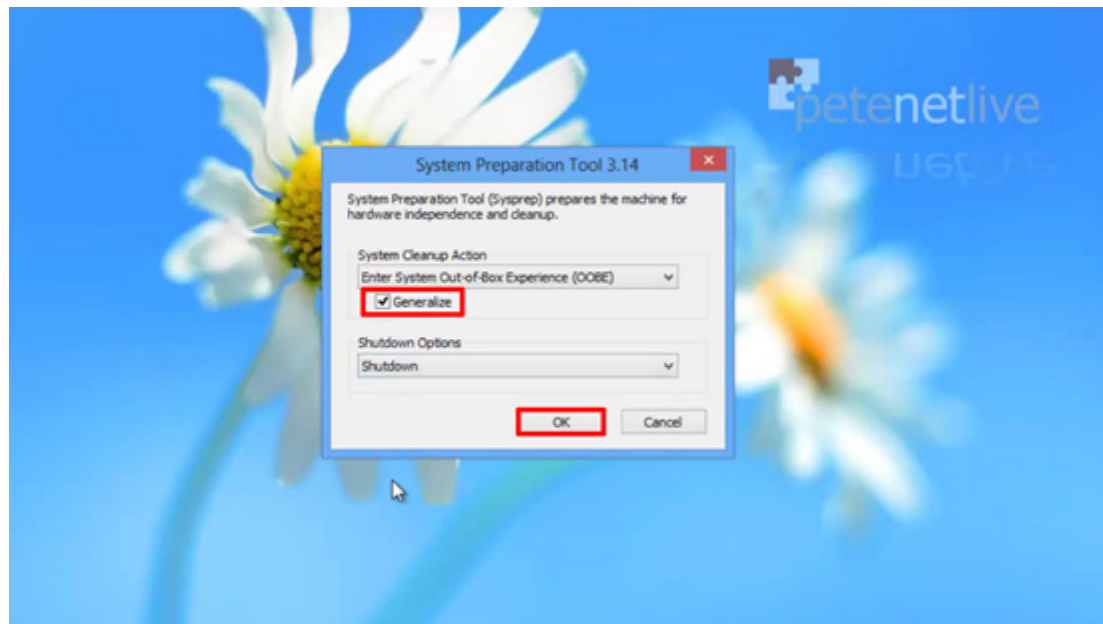 petenetlive
System Preparation Tool 3.14
System Preparation Tool (Sysprep) prepares the machine for
hardware independence and cleanup.
System Cleanup Action
Enter System Out-of-Box Experience (OOBE)
Generalize
Shutdown Options
Shutdown
OK Cancel